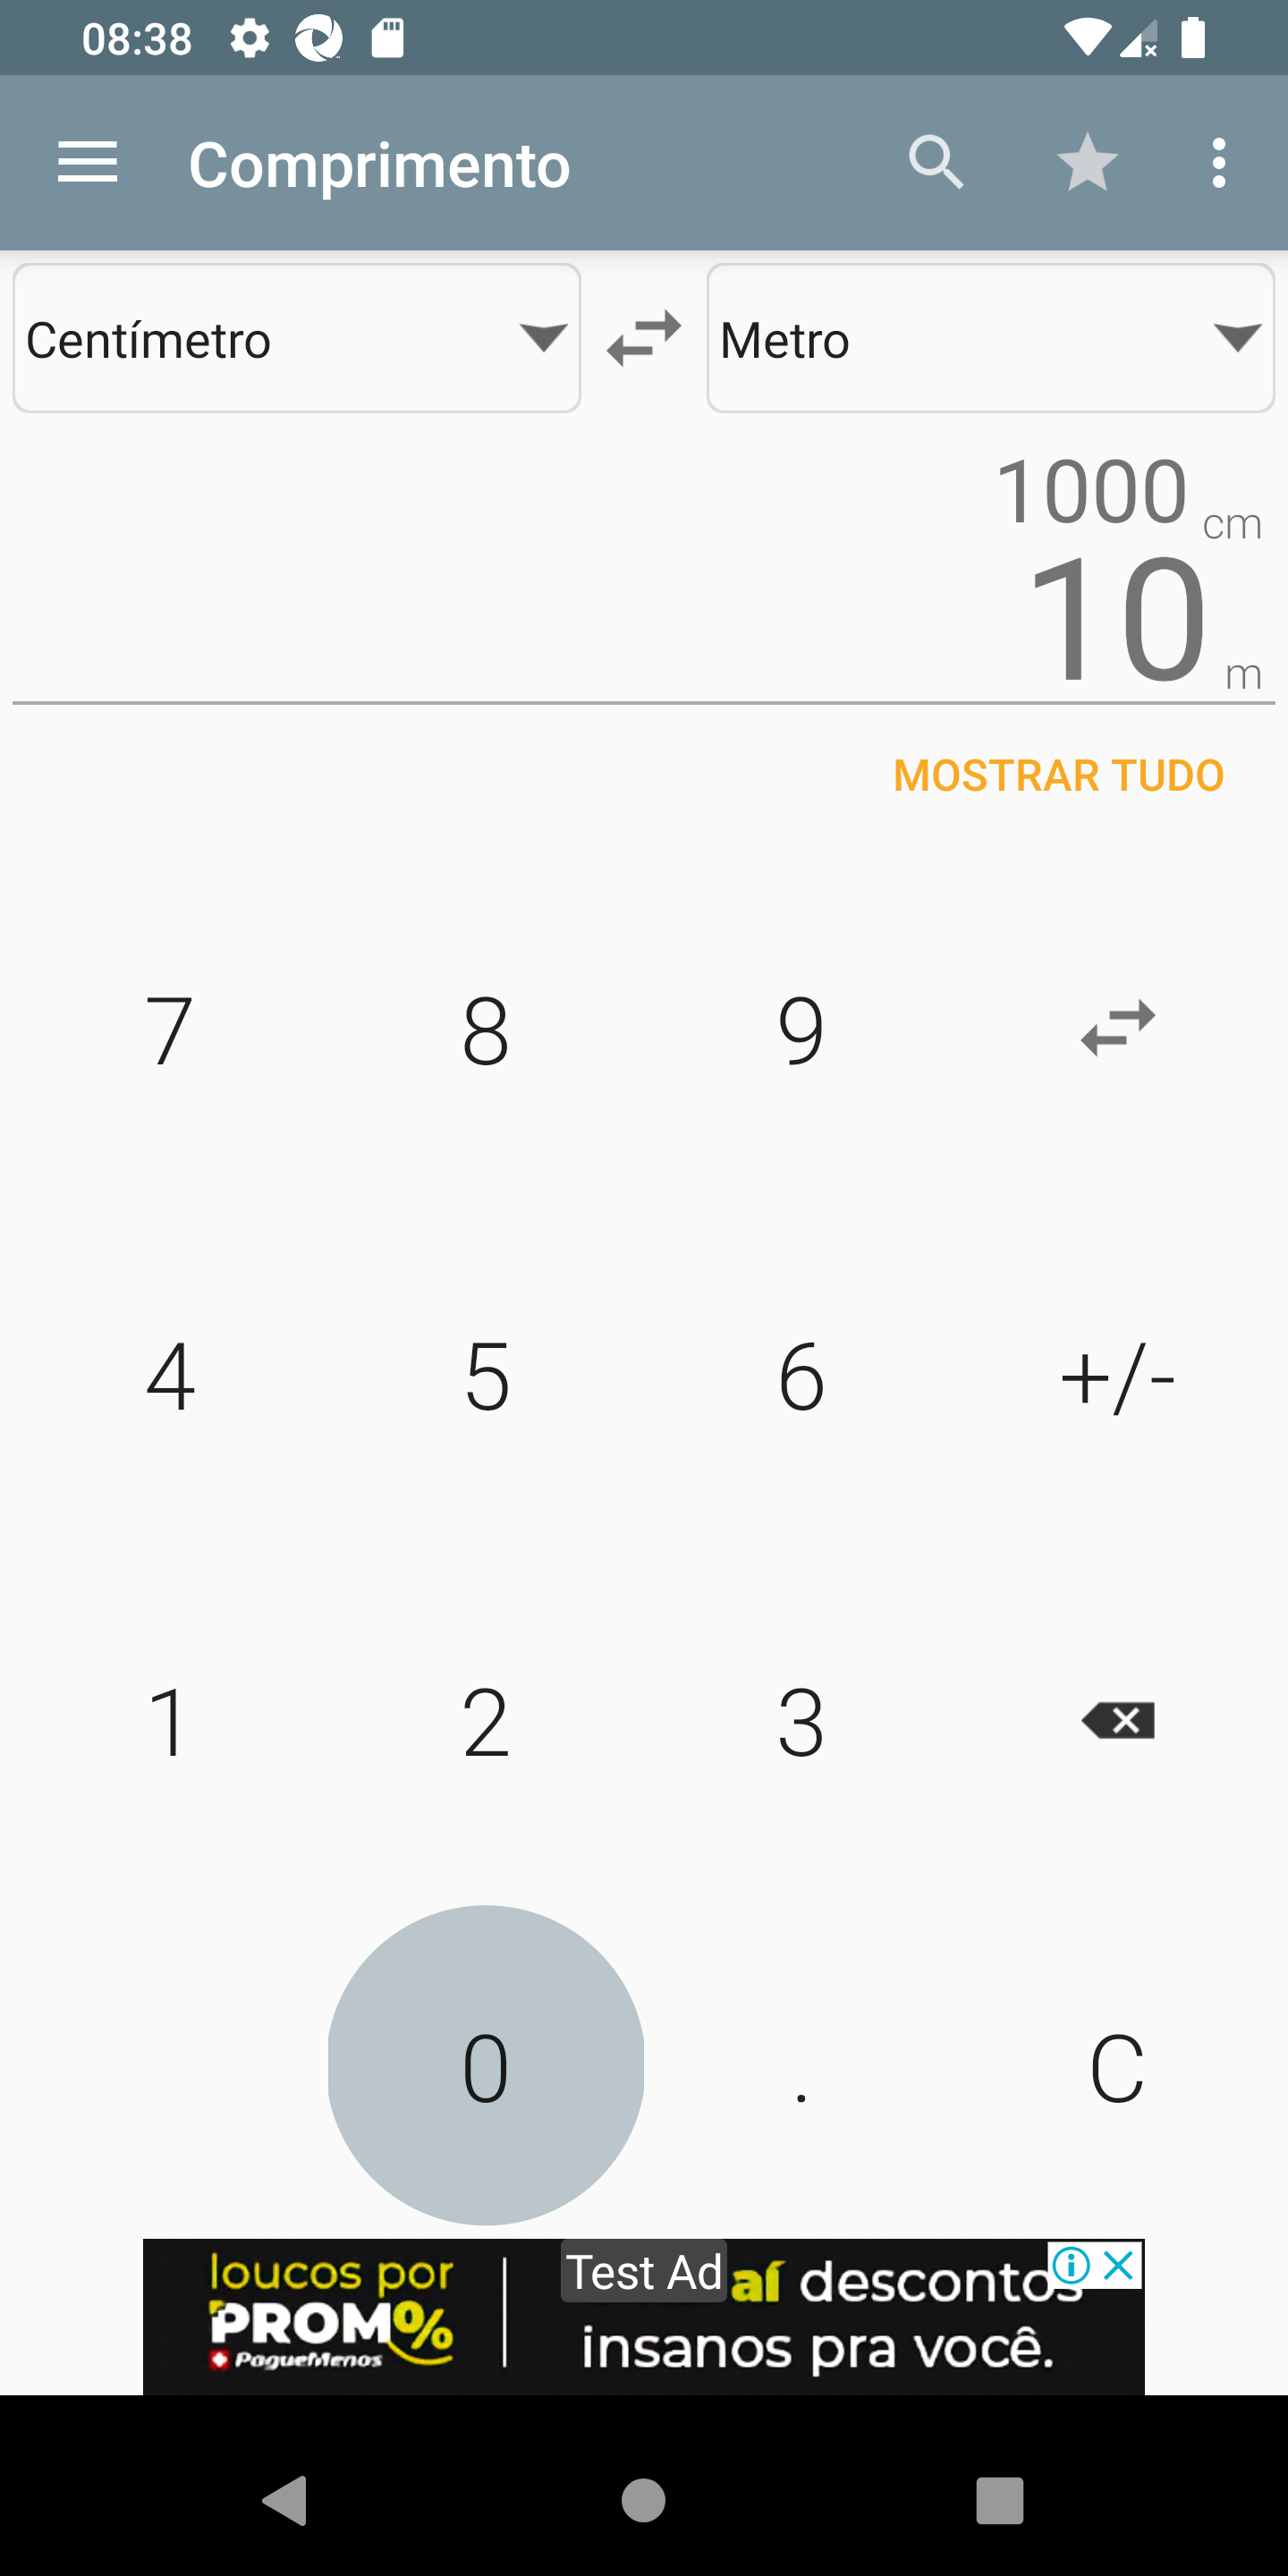 08:38
Comprimento
Centímetro
Metro
1000 cm
10 m
MOSTRAR TUDO
7 8 9
4 5 6 +/-
1 2 3
0 . C
loucos por
PROM%
PagueMenos
Test Ad
aí descontos
insanos pra você.